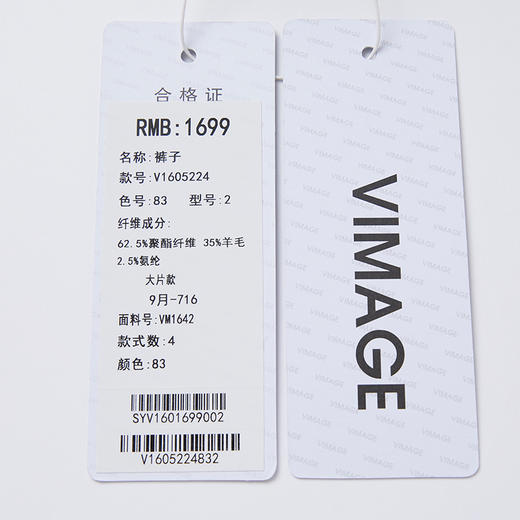 合格证
RMB:1699
名称:裤子
款号:V1605224
色号:83 型号:2
纤维成分:
62.5%聚酯纤维 35%羊毛
2.5%氨纶
大片款
9月-716
面料号:VM1642
款式数:4
颜色:83
SYV1601699002
V1605224832
VIMAGE